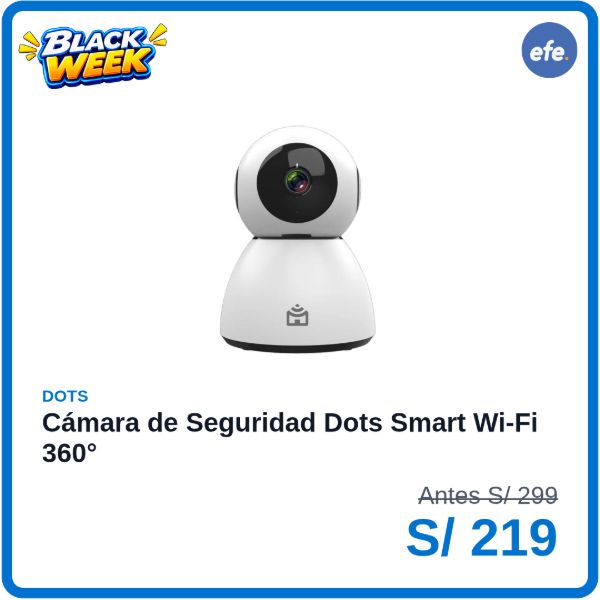 BLACK
WEEK
efe.
DOTS
Cámara de Seguridad Dots Smart Wi-Fi
360°
Antes S/ 299
S/ 219